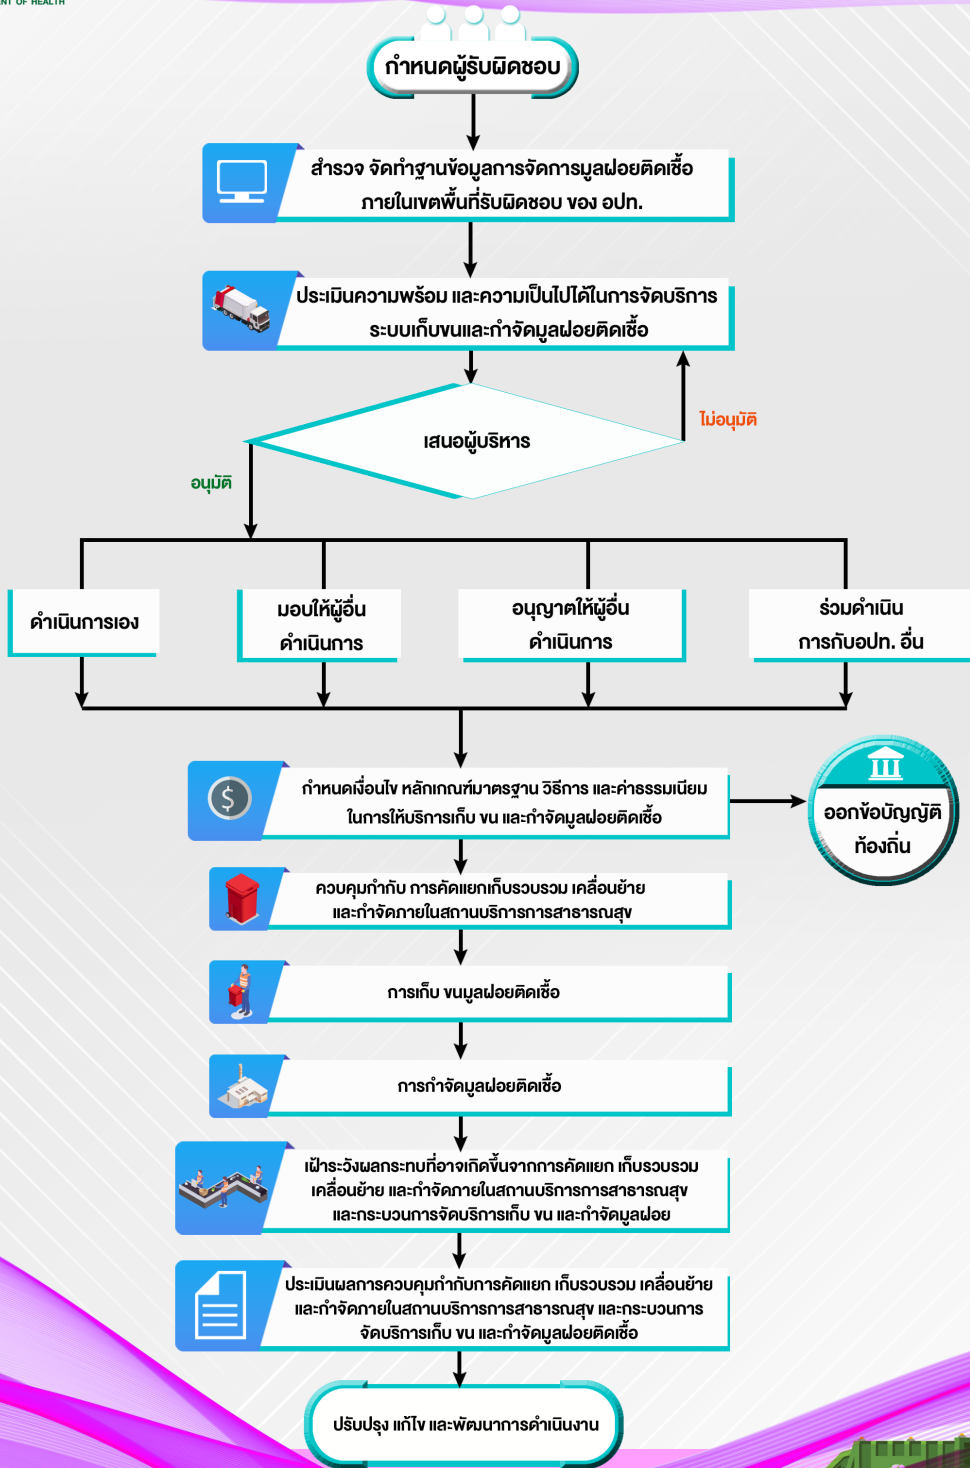 ENT OF HEALTH
กำหนดผู้รับผิดชอบ
สำรวจ จัดทำฐานข้อมูลการจัดการมูลฝอยติดเชื้อ
ภายในเขตพื้นที่รับผิดชอบ ของ อปท.
ประเมินความพร้อม และความเป็นไปได้ในการจัดบริการ
ระบบเก็บขนและกำจัดมูลฝอยติดเชื้อ
เสนอผู้บริหาร
ไม่อนุมัติ
อนุมัติ
ดำเนินการเอง
มอบให้ผู้อื่น
ดำเนินการ
อนุญาตให้ผู้อื่น
ดำเนินการ
ร่วมดำเนิน
การกับอปท. อื่น
กำหนดเงื่อนไข หลักเกณฑ์มาตรฐาน วิธีการ และค่าธรรมเนียม
ในการให้บริการเก็บ ขน และกำจัดมูลฝอยติดเชื้อ
ออกข้อบัญญัติ
ท้องถิ่น
ควบคุมกำกับ การคัดแยกเก็บรวบรวม เคลื่อนย้าย
และกำจัดภายในสถานบริการการสาธารณสุข
การเก็บ ขนมูลฝอยติดเชื้อ
การกำจัดมูลฝอยติดเชื้อ
เฝ้าระวังผลกระทบที่อาจเกิดขึ้นจากการคัดแยก เก็บรวบรวม
เคลื่อนย้าย และกำจัดภายในสถานบริการการสาธารณสุข
และกระบวนการจัดบริการเก็บ ขน และกำจัดมูลฝอย
ประเมินผลการควบคุมกำกับการคัดแยก เก็บรวบรวม เคลื่อนย้าย
และกำจัดภายในสถานบริการการสาธารณสุข และกระบวนการ
จัดบริการเก็บ ขน และกำจัดมูลฝอยติดเชื้อ
ปรับปรุง แก้ไข และพัฒนาการดำเนินงาน